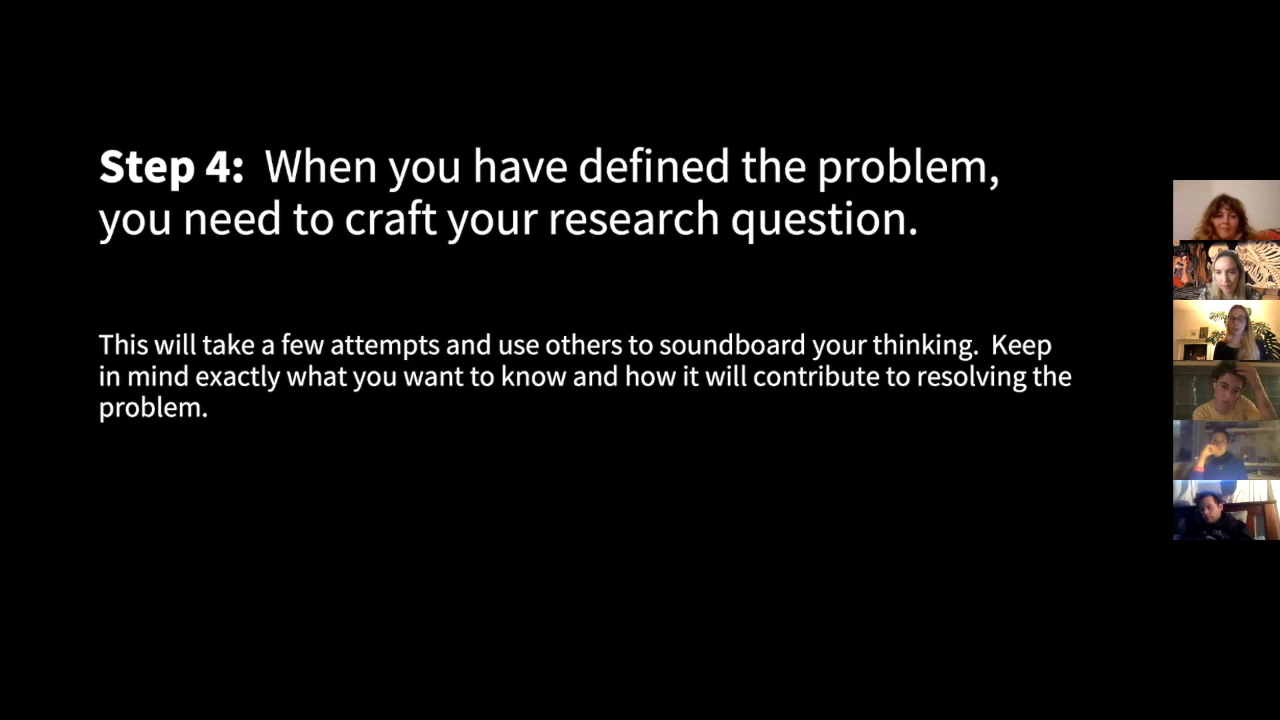 Step 4:  When you have defined the problem,
you need to craft your research question.
This will take a few attempts and use others to soundboard your thinking.  Keep
in mind exactly what you want to know and how it will contribute to resolving the
problem.